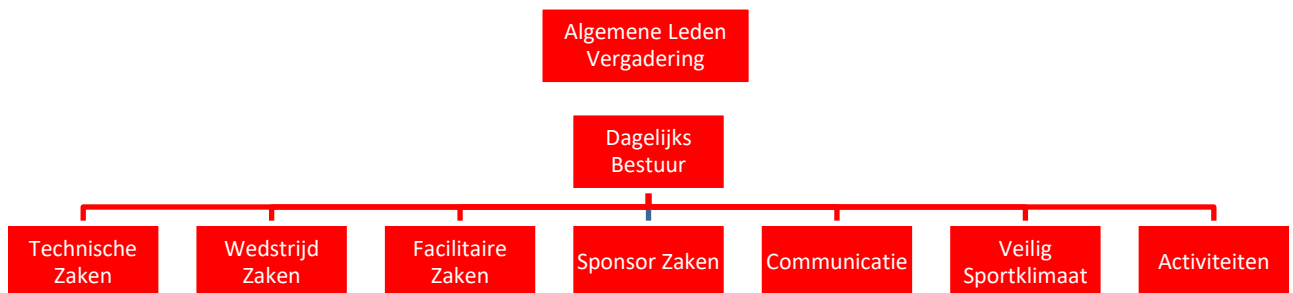 Algemene Leden
Vergadering
Dagelijks
Bestuur
Technische
Zaken
Wedstrijd
Zaken
Facilitaire
Zaken
Sponsor Zaken
Communicatie
Veilig
Sportklimaat
Activiteiten